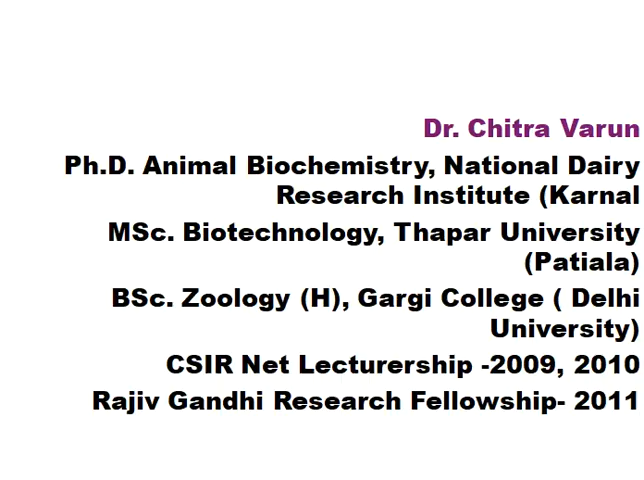 Dr. Chitra Varun
Ph.D. Animal Biochemistry, National Dairy
Research Institute (Karnal
MSc. Biotechnology, Thapar University
(Patiala)
BSc. Zoology (H), Gargi College ( Delhi
University)
CSIR Net Lecturership -2009, 2010
Rajiv Gandhi Research Fellowship- 2011